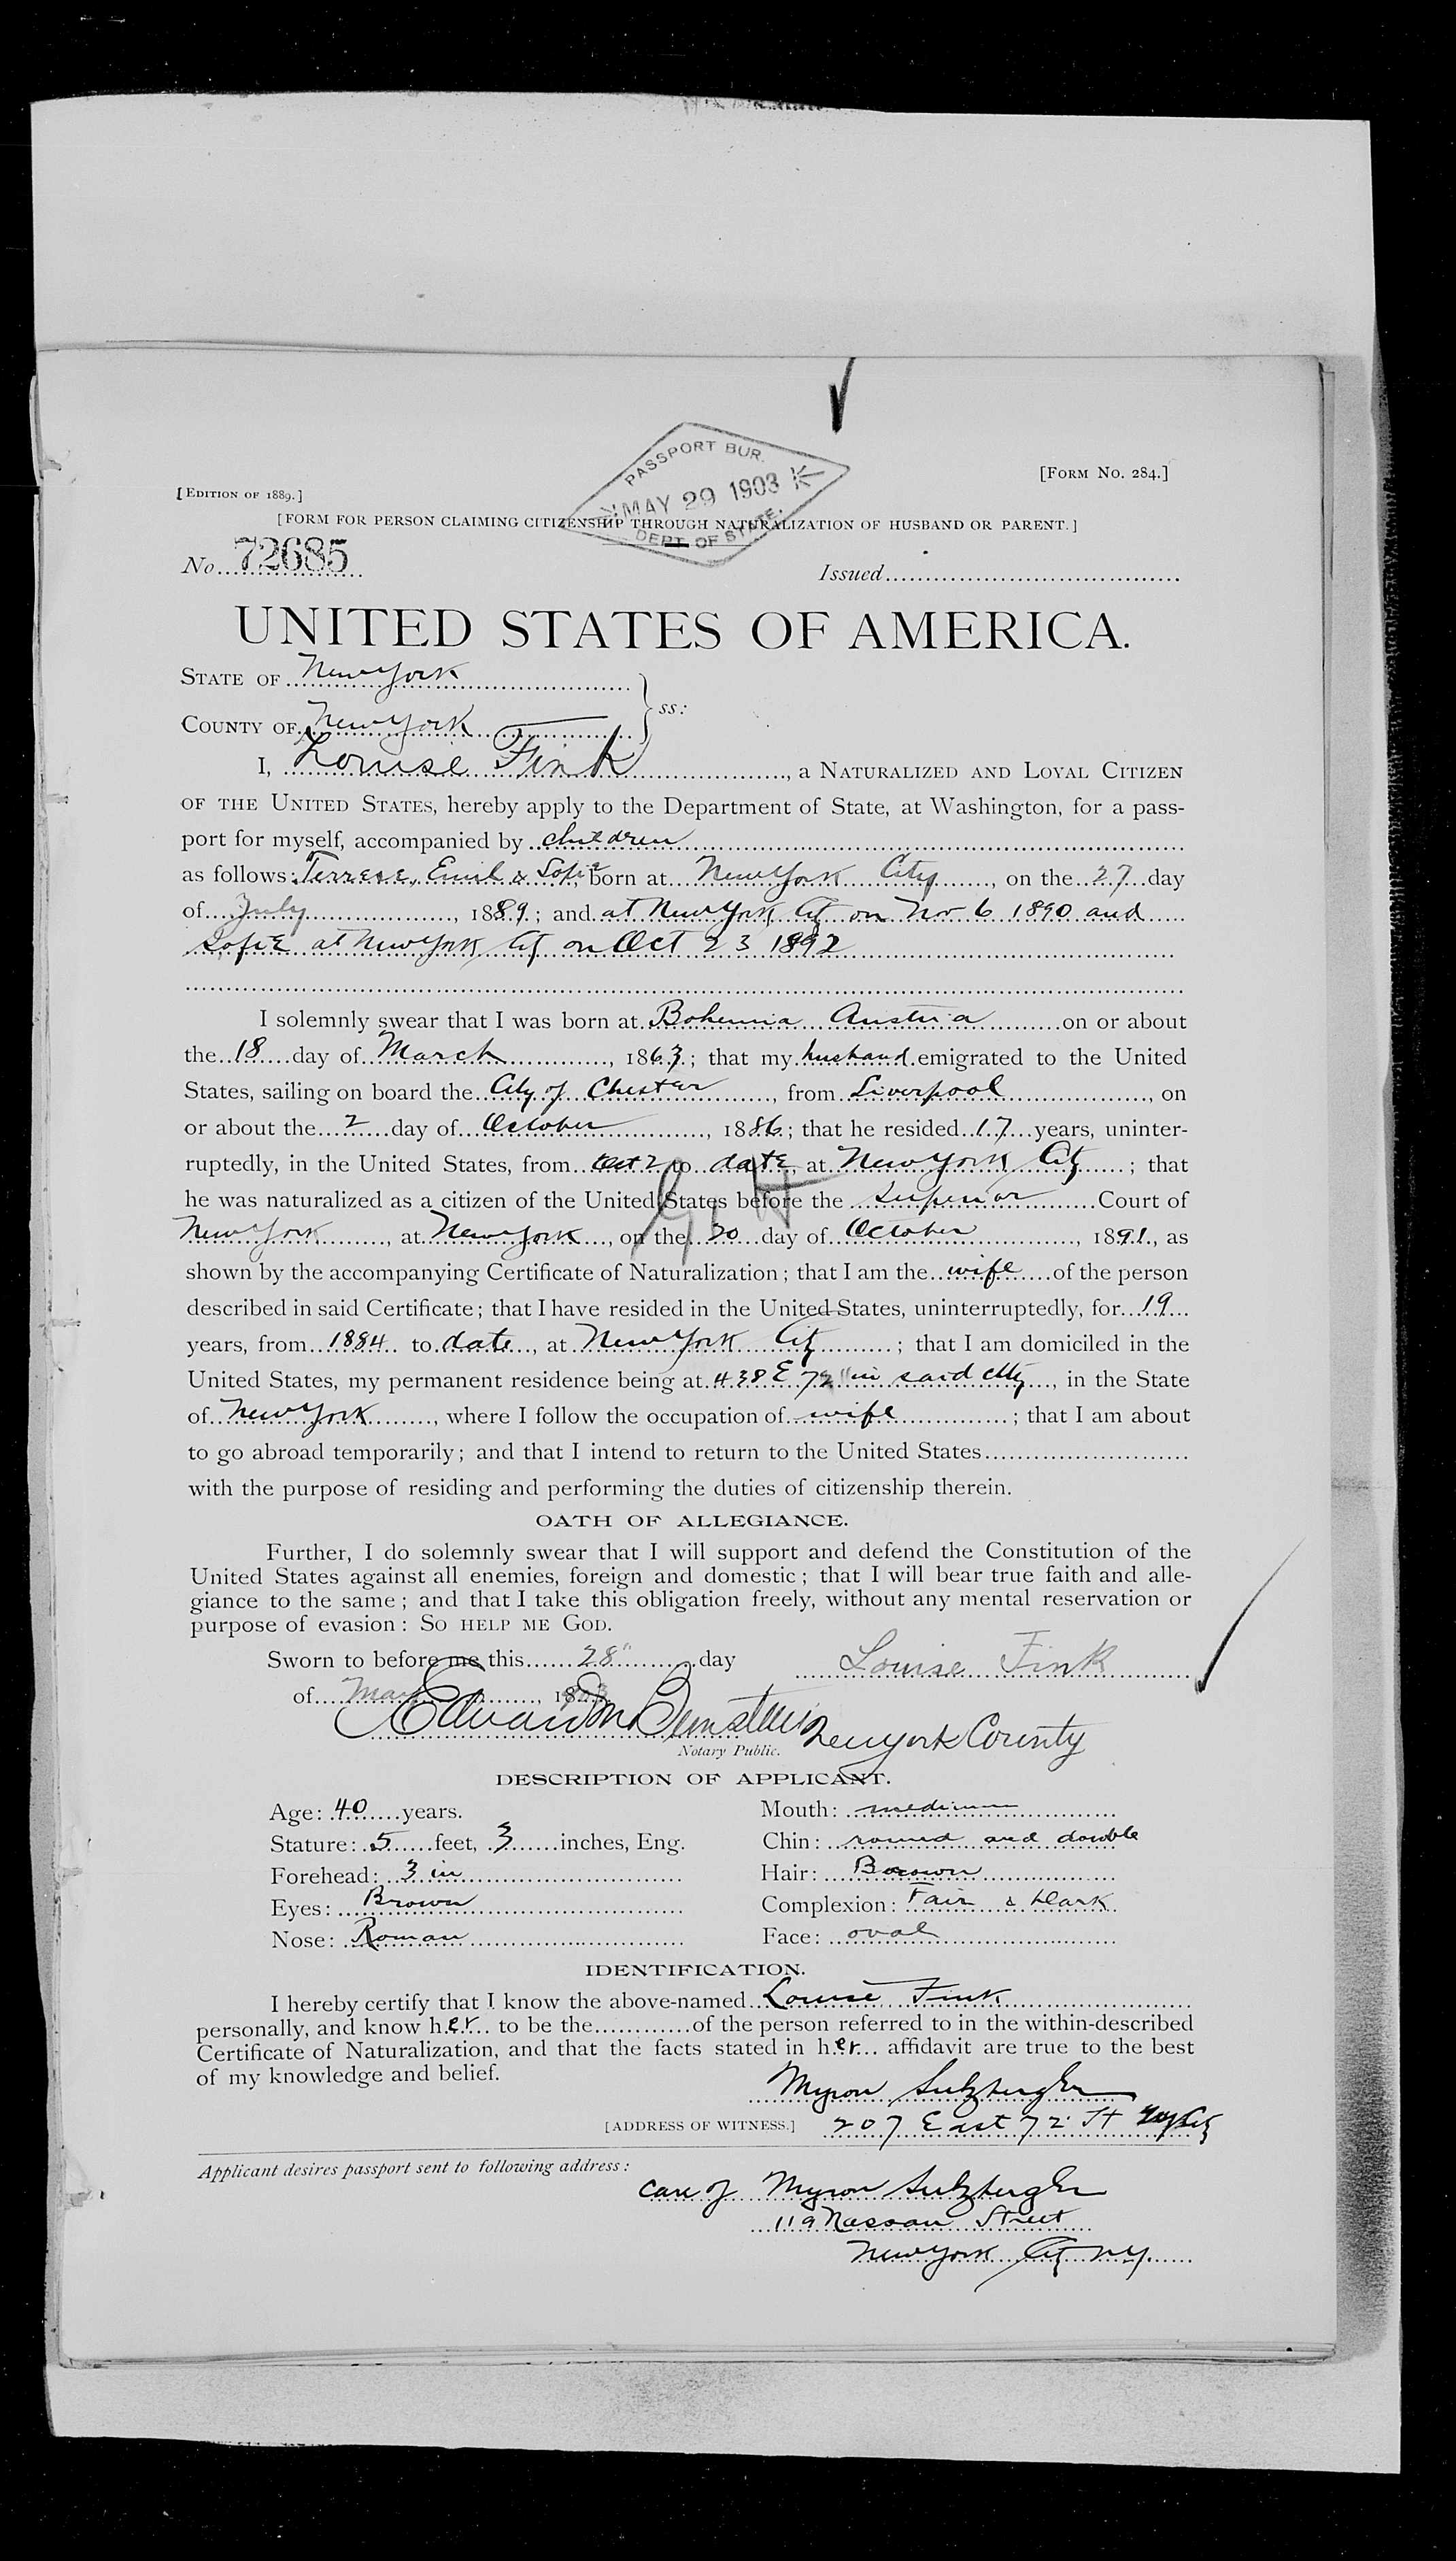 [FORM NO. 284.]
[EDITION OF 1889.]
PASSPORT BUR.
MAY 29 1903
DEPT. OF STATE.
[FORM FOR PERSON CLAIMING CITIZENSHIP THROUGH NATURALIZATION OF HUSBAND OR PARENT.]
No. 72685
Issued
UNITED STATES OF AMERICA.
STATE OF New York
COUNTY OF New York } ss:
I, Louise Fink, a NATURALIZED AND LOYAL CITIZEN
OF THE UNITED STATES, hereby apply to the Department of State, at Washington, for a pass-
port for myself, accompanied by children
as follows: Terrese, Emil & Sofie, born at New York City, on the 27 day
of July, 1889; and at New York City on Nov 6 1890 and
Sofie at New York City on Oct 23 1892
I solemnly swear that I was born at Bohemia Austria on or about
the 18 day of March, 1863; that my husband emigrated to the United
States, sailing on board the City of Chester, from Liverpool, on
or about the 2 day of October, 1886; that he resided 17 years, uninter-
ruptedly, in the United States, from Oct 2 to date, at New York City; that
he was naturalized as a citizen of the United States before the Superior Court of
New York, at New York, on the 20 day of October, 1891, as
shown by the accompanying Certificate of Naturalization; that I am the wife of the person
described in said Certificate; that I have resided in the United States, uninterruptedly, for 19
years, from 1884 to date, at New York City; that I am domiciled in the
United States, my permanent residence being at 438 E 72" in said city, in the State
of New York, where I follow the occupation of wife; that I am about
to go abroad temporarily; and that I intend to return to the United States
with the purpose of residing and performing the duties of citizenship therein.
OATH OF ALLEGIANCE.
Further, I do solemnly swear that I will support and defend the Constitution of the
United States against all enemies, foreign and domestic; that I will bear true faith and alle-
giance to the same; and that I take this obligation freely, without any mental reservation or
purpose of evasion: SO HELP ME GOD.
Sworn to before me this 28" day
Louise Fink
of May, 1903
Edward M Bernstein New York County
Notary Public.
DESCRIPTION OF APPLICANT.
Age: 40 years.
Mouth: medium
Stature: 5 feet, 3 inches, Eng.
Chin: round and double
Forehead: 3 in
Hair: Brown
Eyes: Brown
Complexion: Fair & Dark
Nose: Roman
Face: oval
IDENTIFICATION.
I hereby certify that I know the above-named Louise Fink
personally, and know her to be the of the person referred to in the within-described
Certificate of Naturalization, and that the facts stated in her affidavit are true to the best
of my knowledge and belief.
Myron Sulzberger
[ADDRESS OF WITNESS.] 207 East 72" St NY City
Applicant desires passport sent to following address:
care of Myron Sulzberger
119 Nassau Street
New York City NY.